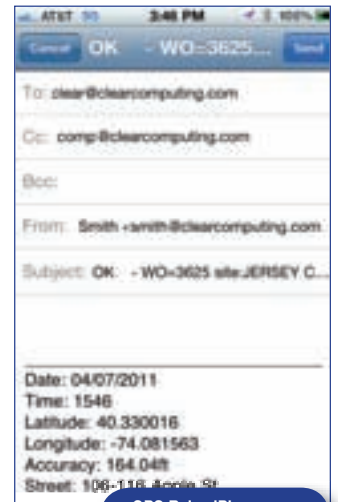 AT&T 3G 3:46 PM 100%
Cancel OK - WO=3625... Send
To: clear@clearcomputing.com
Cc: comp@clearcomputing.com
Bcc:
From: Smith <smith@clearcomputing.com
Subject: OK - WO=3625 site:JERSEY C...
Date: 04/07/2011
Time: 1546
Latitude: 40.330016
Longitude: -74.081563
Accuracy: 164.04ft
Street: 106-116 Apple St